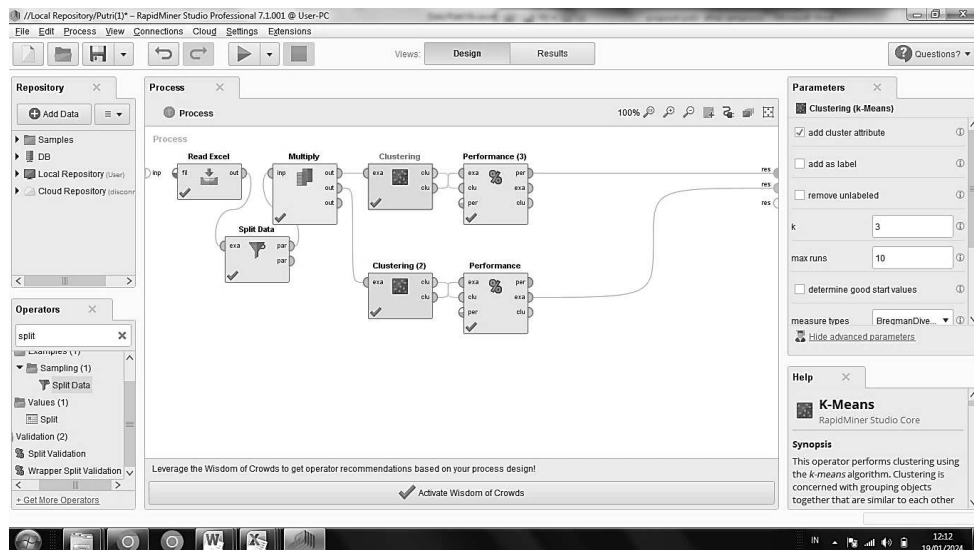 //Local Repository/Putri(1)* – RapidMiner Studio Professional 7.1.001 @ User-PC
File Edit Process View Connections Cloud Settings Extensions
Views: Design Results Questions?
Repository
Add Data
Samples
DB
Local Repository (User)
Cloud Repository (disconn
Operators
split
Examples (1)
Sampling (1)
Split Data
Values (1)
Split
Validation (2)
Split Validation
Wrapper Split Validation
+ Get More Operators
Process
Process
100%
Process
inp
Read Excel
fil out
Split Data
exa par
par
Multiply
inp out
out
out
Clustering
exa clu
clu
Performance (3)
exa per
clu exa
per clu
Clustering (2)
exa clu
clu
Performance
exa per
clu exa
per clu
res
res
res
Leverage the Wisdom of Crowds to get operator recommendations based on your process design!
Activate Wisdom of Crowds
Parameters
Clustering (k-Means)
add cluster attribute
add as label
remove unlabeled
k 3
max runs 10
determine good start values
measure types BregmanDive...
Hide advanced parameters
Help
K-Means
RapidMiner Studio Core
Synopsis
This operator performs clustering using
the k-means algorithm. Clustering is
concerned with grouping objects
together that are similar to each other
IN 12:12
19/01/2024